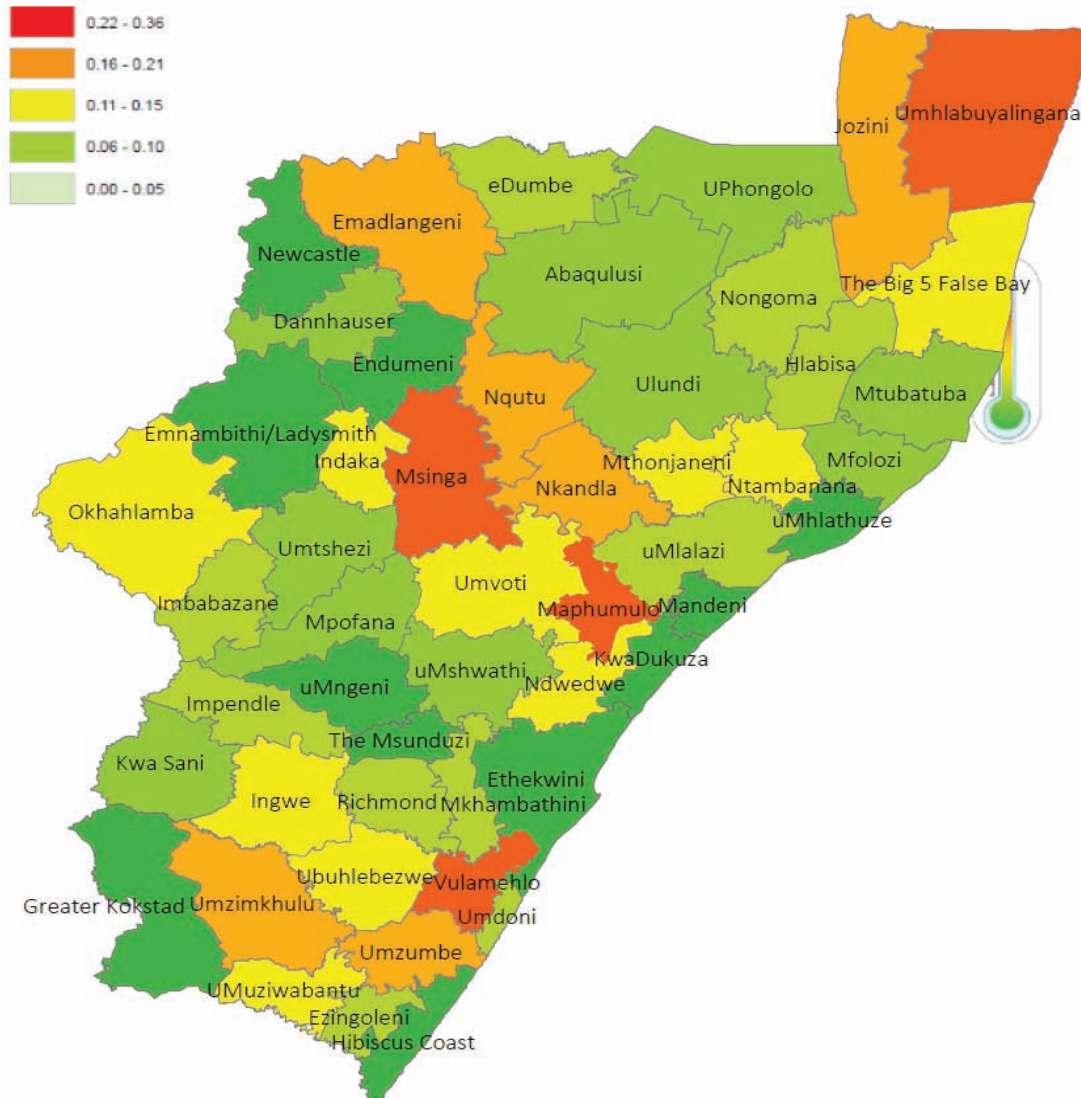 0.22 - 0.36
0.16 - 0.21
0.11 - 0.15
0.06 - 0.10
0.00 - 0.05
Umhlabuyalingana
Jozini
eDumbe
UPhongolo
Emadlangeni
Newcastle
Abaqulusi
The Big 5 False Bay
Nongoma
Dannhauser
Endumeni
Hlabisa
Ulundi
Nqutu
Mtubatuba
Emnambithi/Ladysmith
Indaka
Msinga
Mthonjaneni
Mfolozi
Nkandla
Ntambanana
Okhahlamba
uMhlathuze
Umtshezi
uMlalazi
Umvoti
Imbabazane
Maphumulo
Mandeni
Mpofana
KwaDukuza
uMshwathi
uMngeni
Ndwedwe
Impendle
The Msunduzi
Kwa Sani
Ethekwini
Ingwe
Richmond
Mkhambathini
Ubuhlebezwe
Vulamehlo
Greater Kokstad
Umzimkhulu
Umdoni
Umzumbe
UMuziwabantu
Ezingoleni
Hibiscus Coast